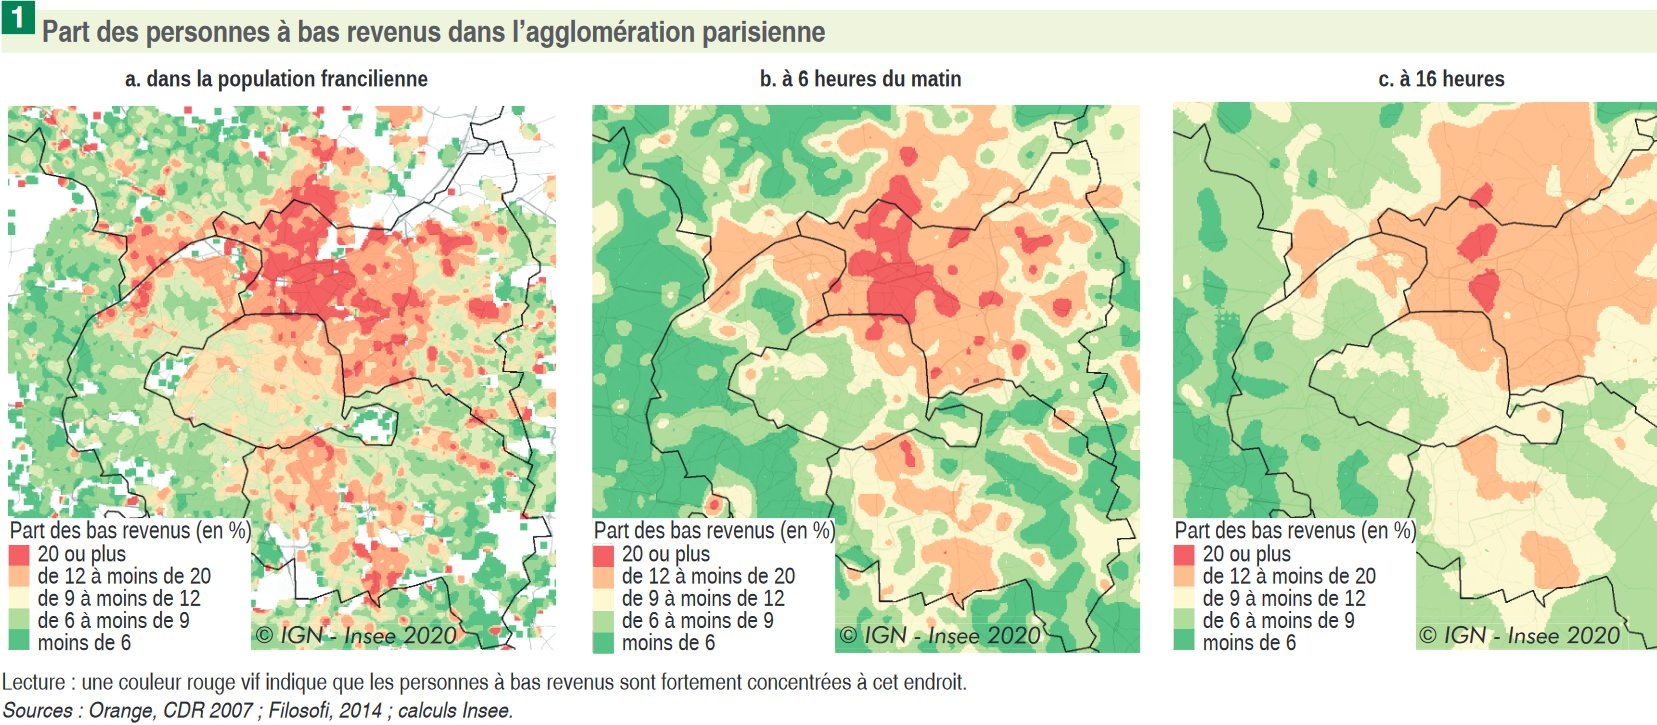 1
Part des personnes à bas revenus dans l’agglomération parisienne
a. dans la population francilienne
b. à 6 heures du matin
c. à 16 heures
Part des bas revenus (en %)
20 ou plus
de 12 à moins de 20
de 9 à moins de 12
de 6 à moins de 9
moins de 6
© IGN - Insee 2020
Part des bas revenus (en %)
20 ou plus
de 12 à moins de 20
de 9 à moins de 12
de 6 à moins de 9
moins de 6
© IGN - Insee 2020
Part des bas revenus (en %)
20 ou plus
de 12 à moins de 20
de 9 à moins de 12
de 6 à moins de 9
moins de 6
© IGN - Insee 2020
Lecture : une couleur rouge vif indique que les personnes à bas revenus sont fortement concentrées à cet endroit.
Sources : Orange, CDR 2007 ; Filosofi, 2014 ; calculs Insee.